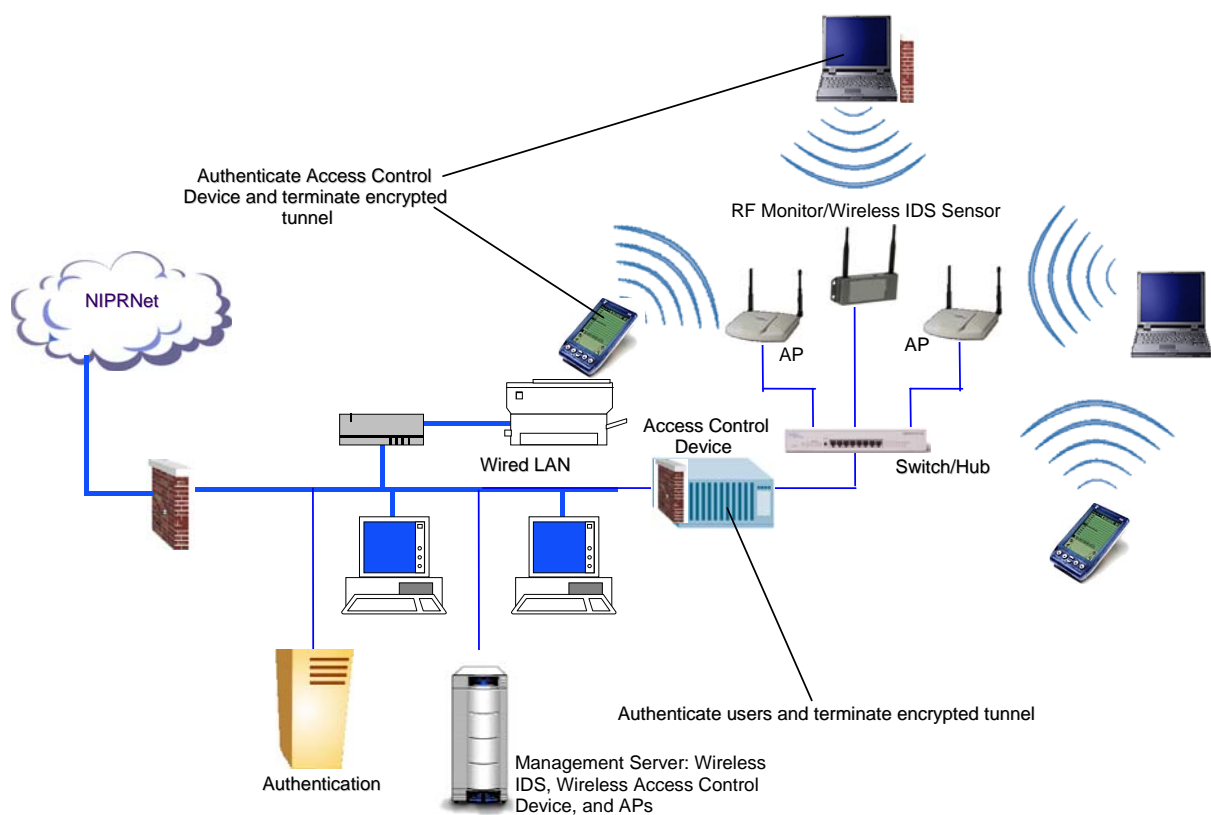 Authenticate Access Control
Device and terminate encrypted
tunnel
RF Monitor/Wireless IDS Sensor
NIPRNet
AP
AP
Access Control
Device
Wired LAN
Switch/Hub
Authenticate users and terminate encrypted tunnel
Authentication
Management Server: Wireless
IDS, Wireless Access Control
Device, and APs